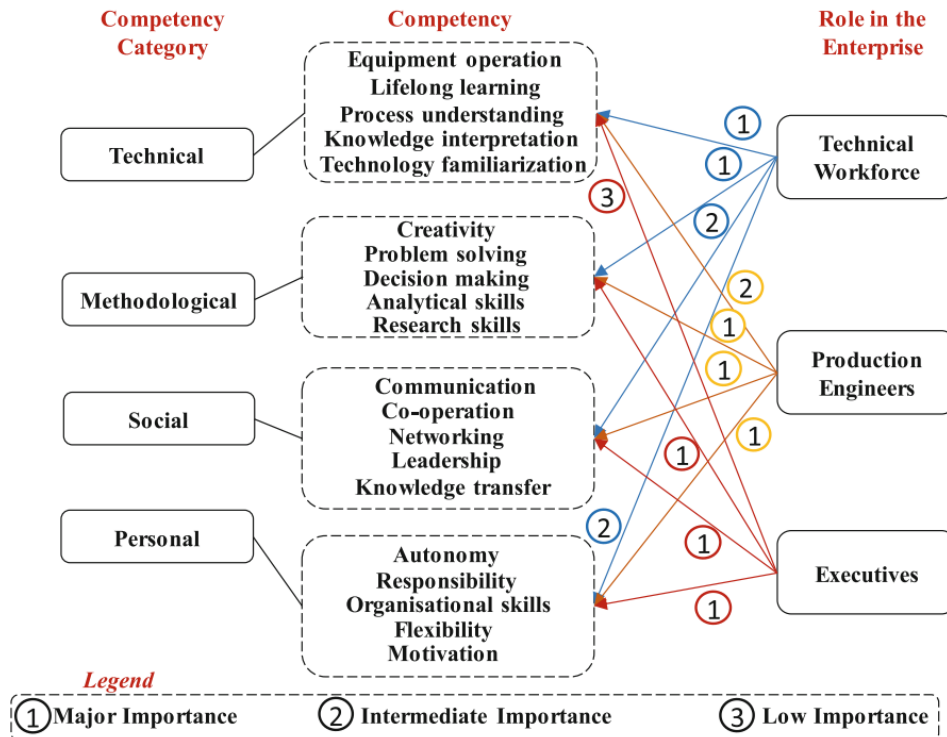 Competency
Category
Competency
Role in the
Enterprise
Equipment operation
Lifelong learning
Process understanding
Knowledge interpretation
Technology familiarization
Technical
1
Technical
Workforce
1
3
2
Creativity
Problem solving
Decision making
Analytical skills
Research skills
Methodological
2
1
1
Production
Engineers
Communication
Co-operation
Networking
Leadership
Knowledge transfer
Social
1
1
2
1
Personal
Autonomy
Responsibility
Organisational skills
Flexibility
Motivation
Executives
1
Legend
1 Major Importance
2 Intermediate Importance
3 Low Importance